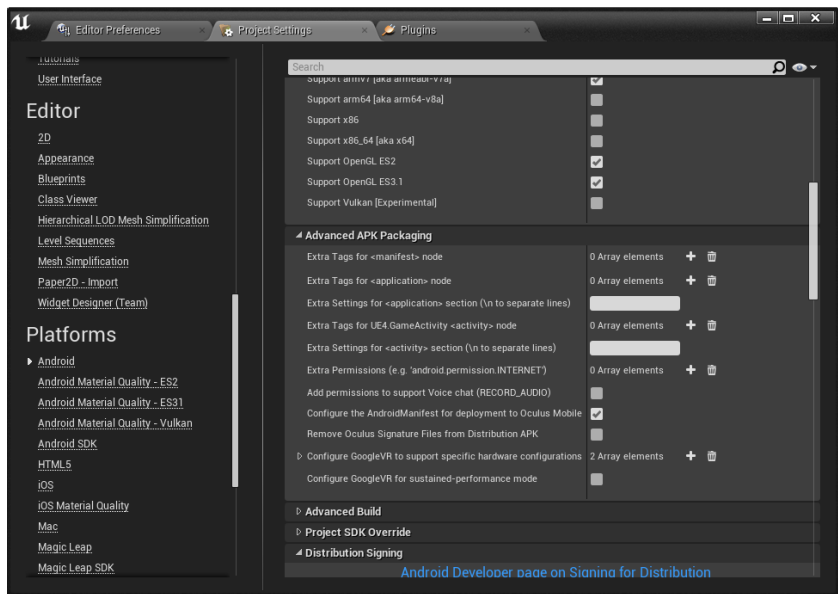 Editor Preferences
Project Settings
Plugins
Tutorials
User Interface
Editor
2D
Appearance
Blueprints
Class Viewer
Hierarchical LOD Mesh Simplification
Level Sequences
Mesh Simplification
Paper2D - Import
Widget Designer (Team)
Platforms
Android
Android Material Quality - ES2
Android Material Quality - ES31
Android Material Quality - Vulkan
Android SDK
HTML5
iOS
iOS Material Quality
Mac
Magic Leap
Magic Leap SDK
Search
Support armv7 [aka armeabi-v7a]
Support arm64 [aka arm64-v8a]
Support x86
Support x86_64 [aka x64]
Support OpenGL ES2
Support OpenGL ES3.1
Support Vulkan [Experimental]
Advanced APK Packaging
Extra Tags for <manifest> node 0 Array elements
Extra Tags for <application> node 0 Array elements
Extra Settings for <application> section (\n to separate lines)
Extra Tags for UE4.GameActivity <activity> node 0 Array elements
Extra Settings for <activity> section (\n to separate lines)
Extra Permissions (e.g. 'android.permission.INTERNET') 0 Array elements
Add permissions to support Voice chat (RECORD_AUDIO)
Configure the AndroidManifest for deployment to Oculus Mobile
Remove Oculus Signature Files from Distribution APK
Configure GoogleVR to support specific hardware configurations 2 Array elements
Configure GoogleVR for sustained-performance mode
Advanced Build
Project SDK Override
Distribution Signing
Android Developer page on Signing for Distribution